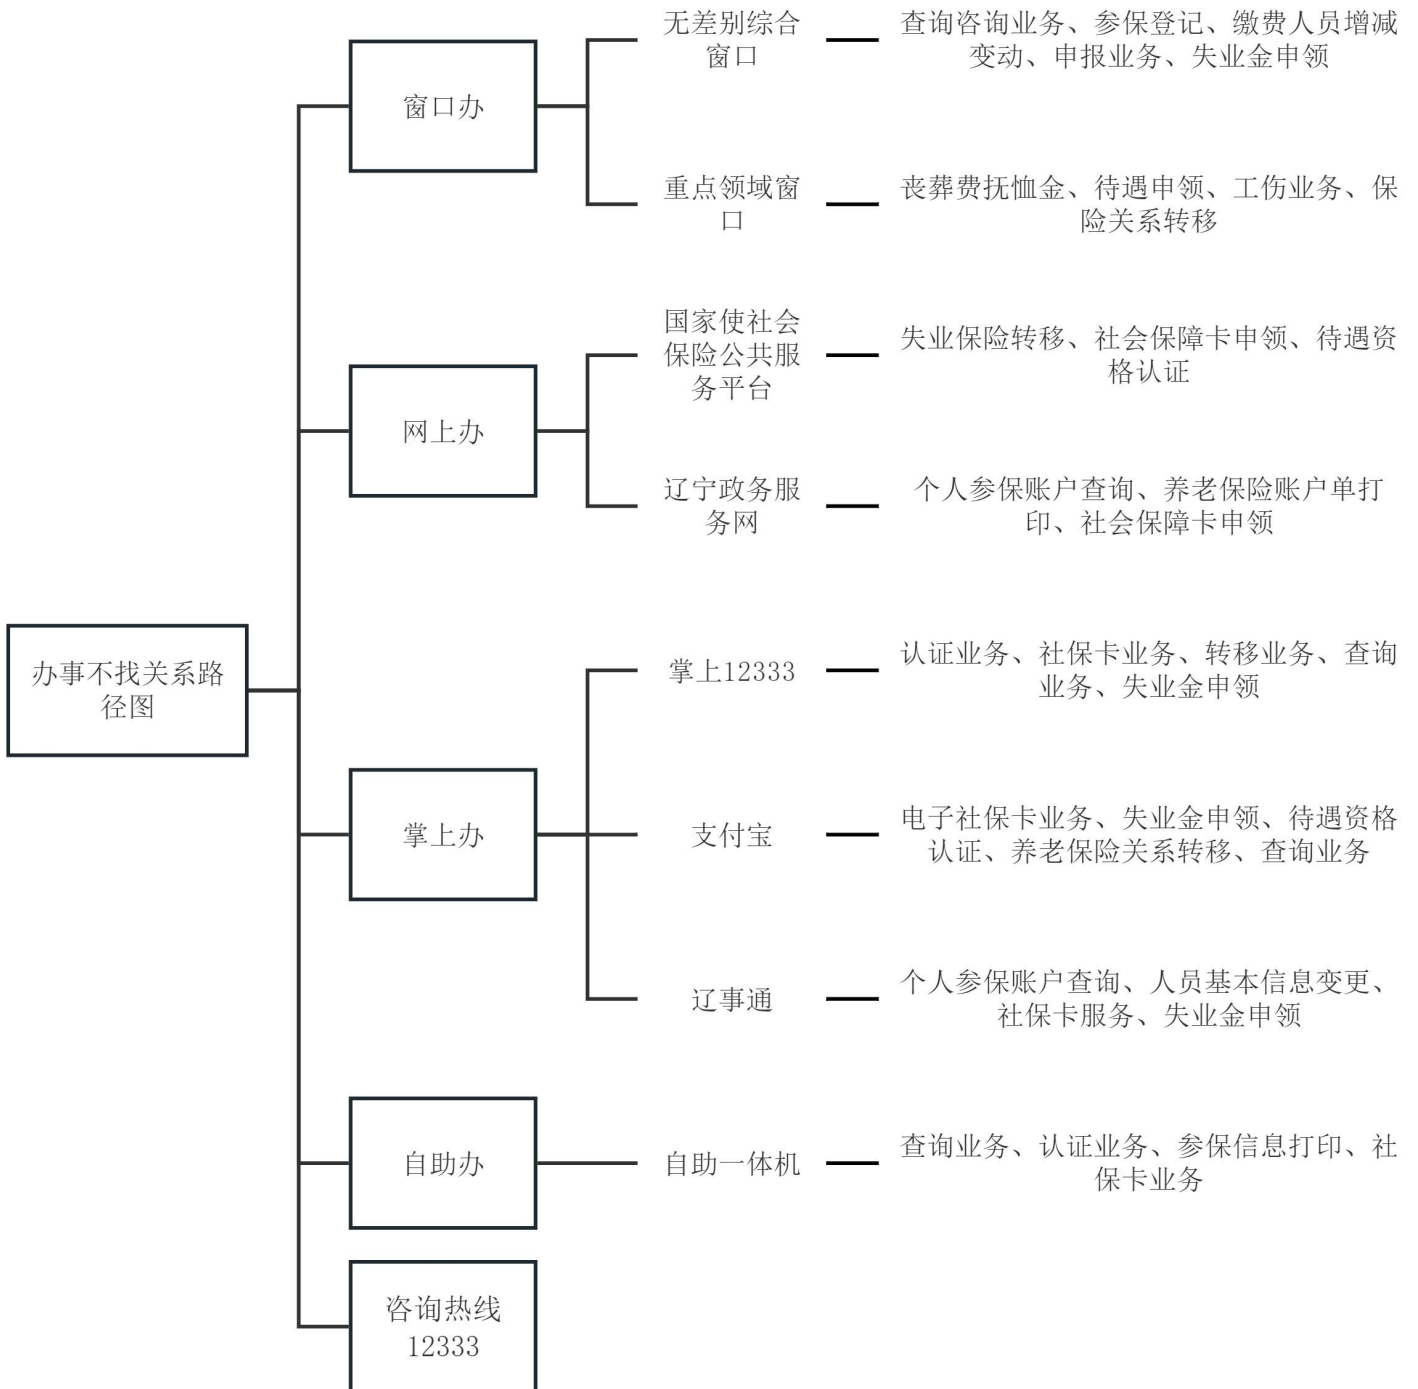 无差别综合
窗口
查询咨询业务、参保登记、缴费人员增减
变动、申报业务、失业金申领
窗口办
重点领域窗
口
丧葬费抚恤金、待遇申领、工伤业务、保
险关系转移
国家使社会
保险公共服
务平台
失业保险转移、社会保障卡申领、待遇资
格认证
网上办
辽宁政务服
务网
个人参保账户查询、养老保险账户单打
印、社会保障卡申领
办事不找关系路
径图
掌上12333
认证业务、社保卡业务、转移业务、查询
业务、失业金申领
掌上办
支付宝
电子社保卡业务、失业金申领、待遇资格
认证、养老保险关系转移、查询业务
辽事通
个人参保账户查询、人员基本信息变更、
社保卡服务、失业金申领
自助办
自助一体机
查询业务、认证业务、参保信息打印、社
保卡业务
咨询热线
12333